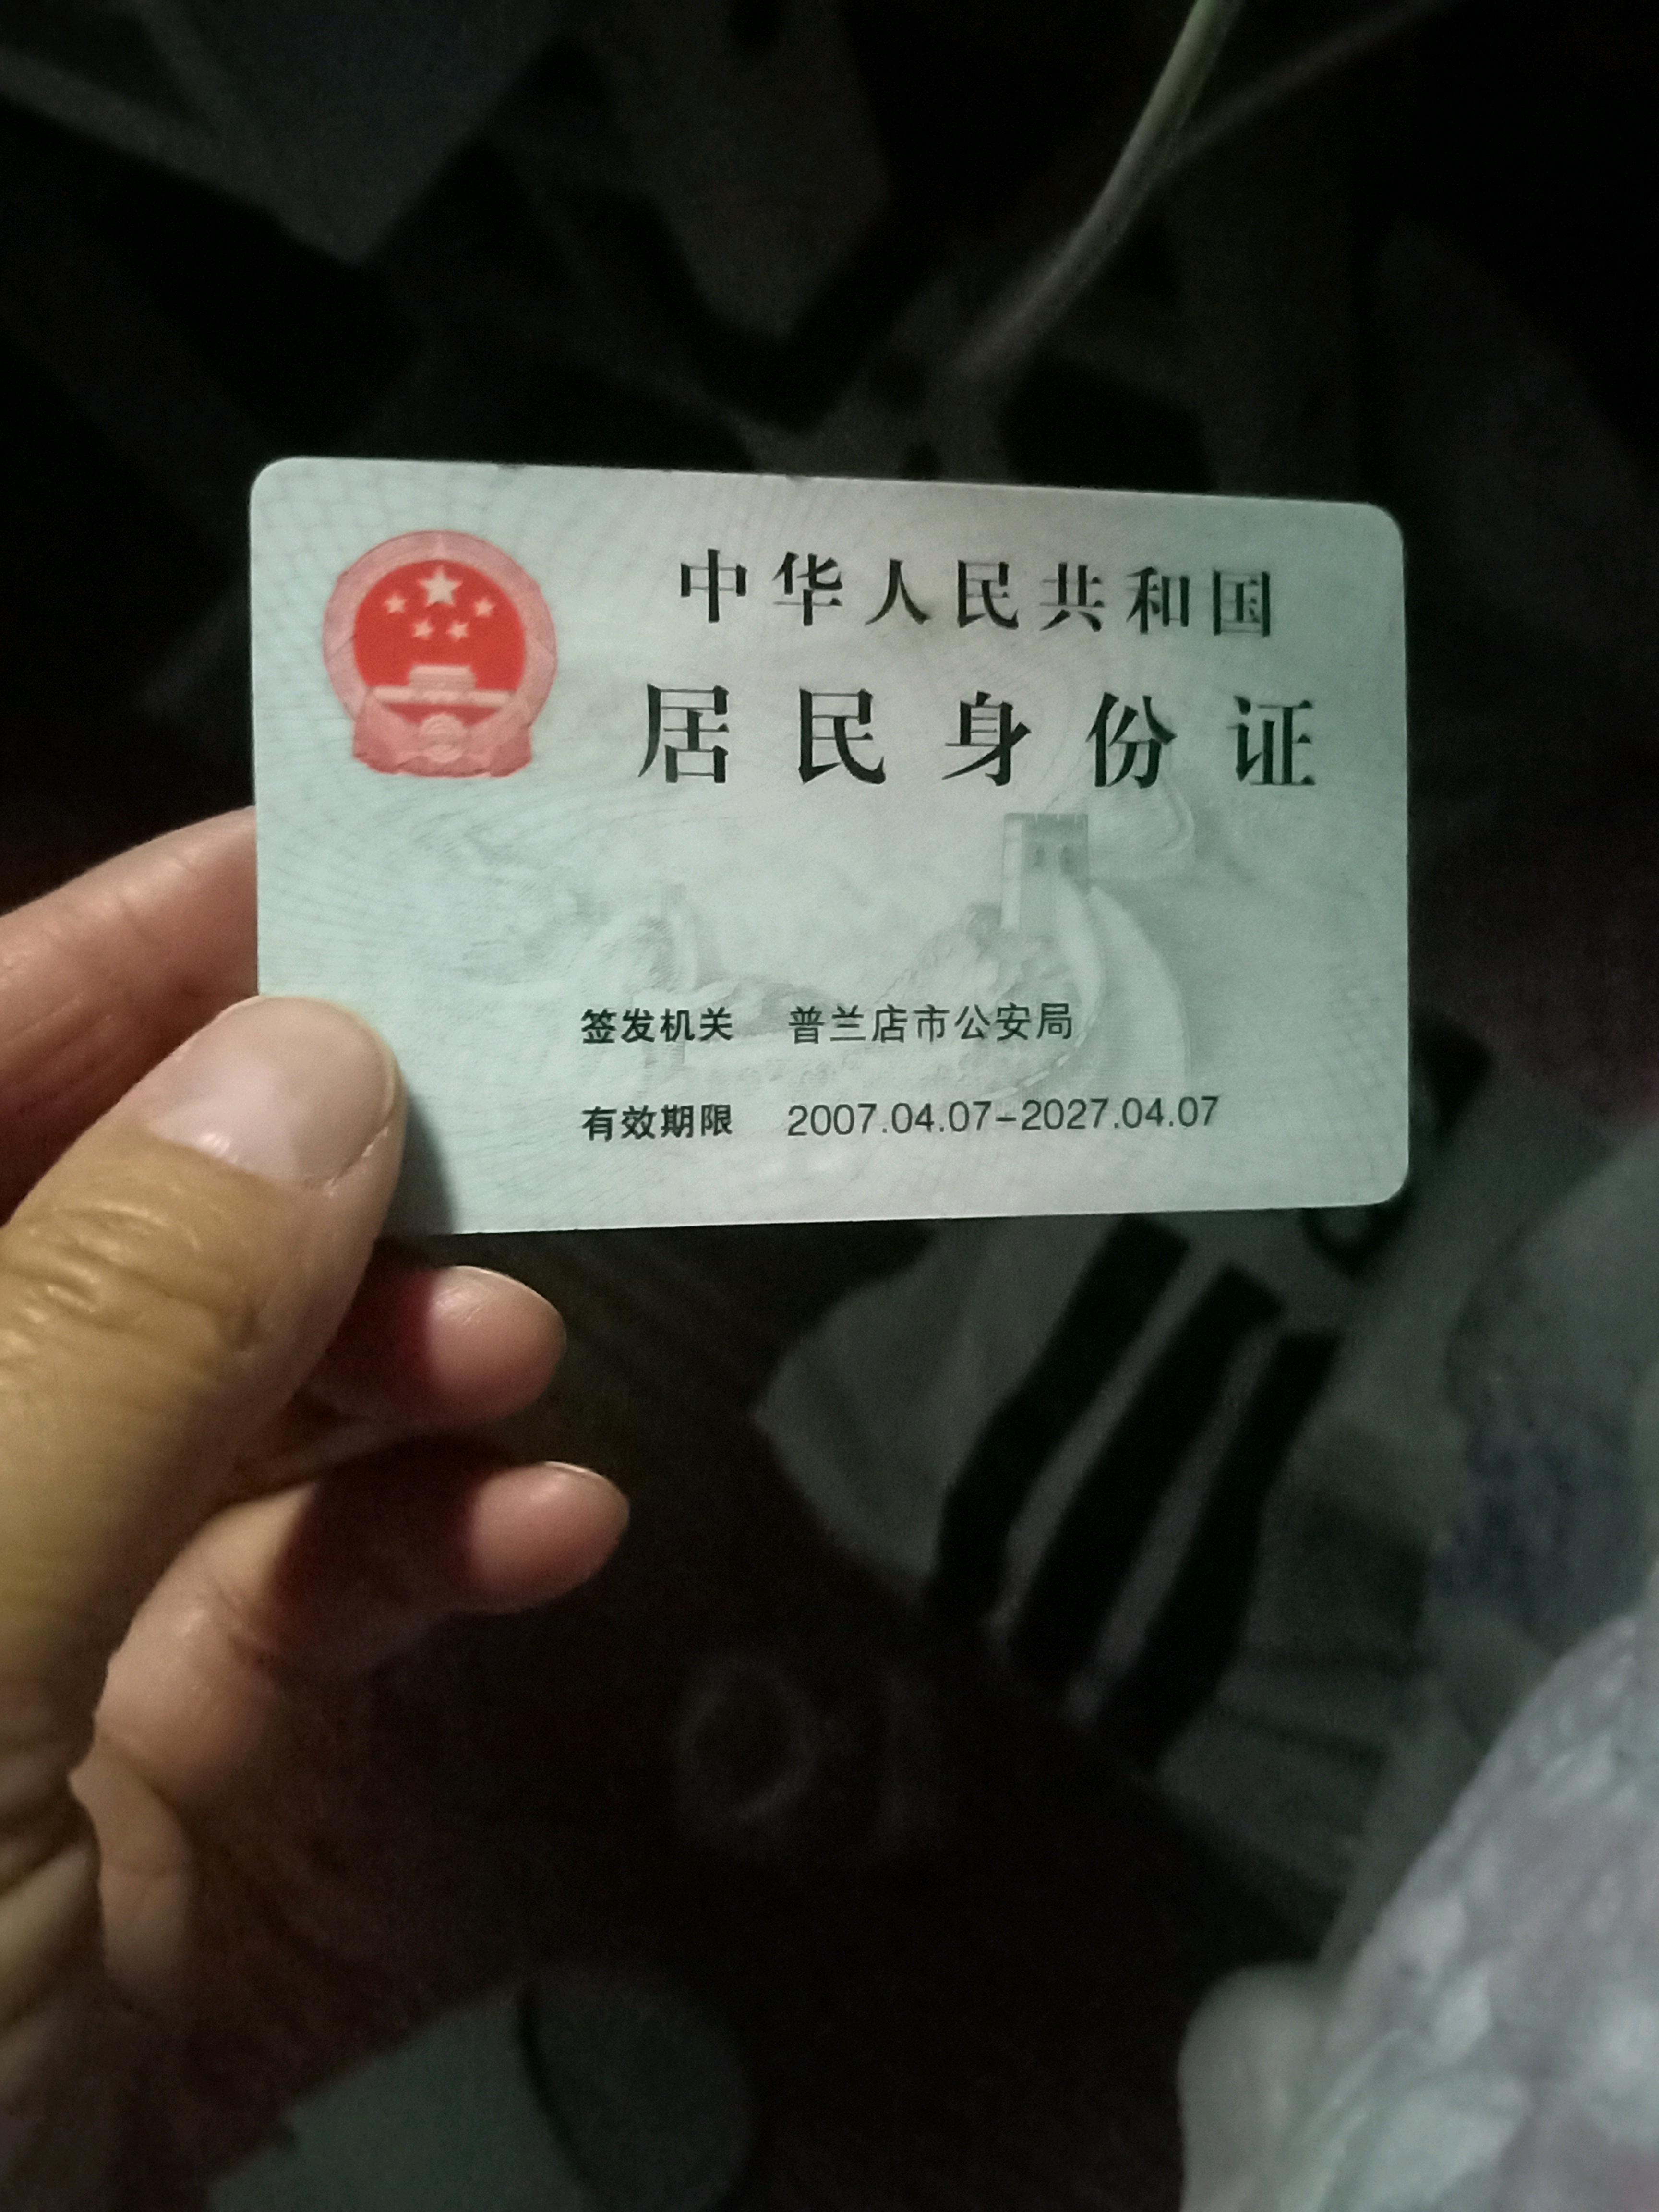 中华人民共和国
居民身份证
签发机关 普兰店市公安局
有效期限 2007.04.07-2027.04.07